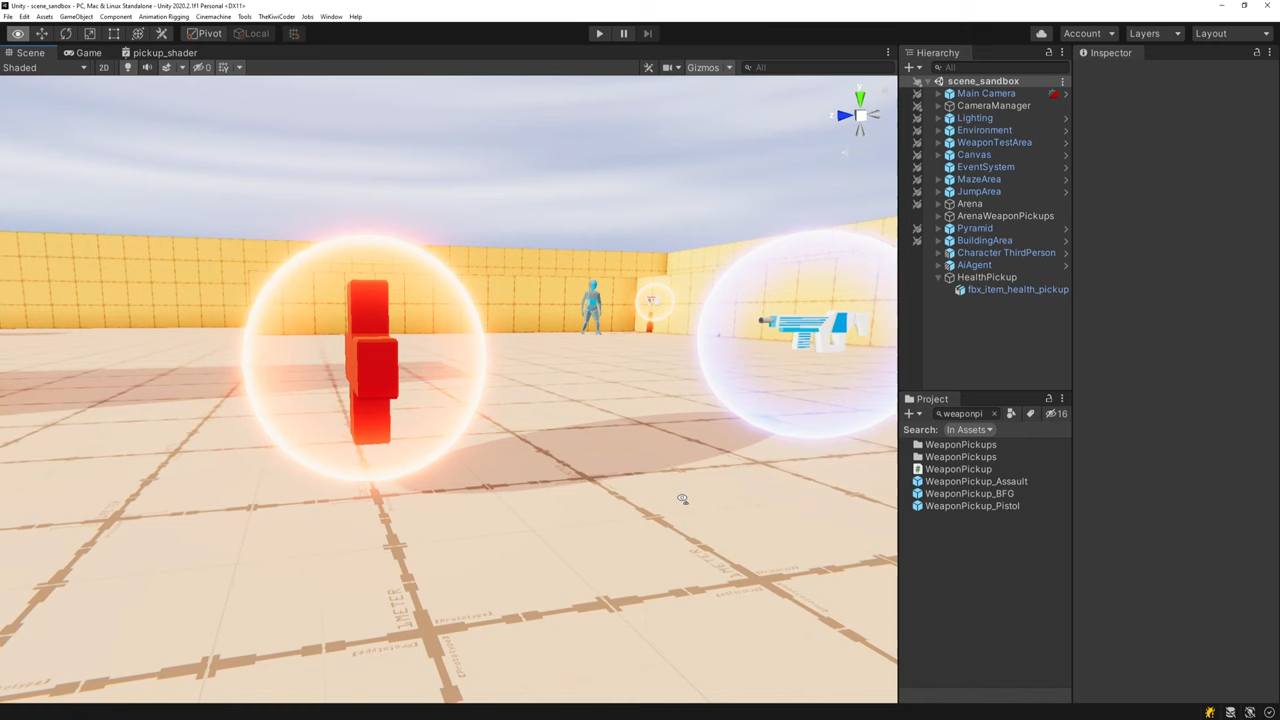 Unity - scene_sandbox - PC, Mac & Linux Standalone - Unity 2020.2.1f1 Personal <DX11>
File Edit Assets GameObject Component Animation Rigging Cinemachine Tools TheKiwiCoder Jobs Window Help
Pivot Local Account Layers Layout
Scene Game pickup_shader
Shaded 2D 0 Gizmos All
1METER
METER
[Prototype]
Hierarchy
All
scene_sandbox
Main Camera
CameraManager
Lighting
Environment
WeaponTestArea
Canvas
EventSystem
MazeArea
JumpArea
Arena
ArenaWeaponPickups
Pyramid
BuildingArea
Character ThirdPerson
AiAgent
HealthPickup
fbx_item_health_pickup
Project
weaponpi 16
Search: In Assets
WeaponPickups
WeaponPickups
WeaponPickup
WeaponPickup_Assault
WeaponPickup_BFG
WeaponPickup_Pistol
Inspector